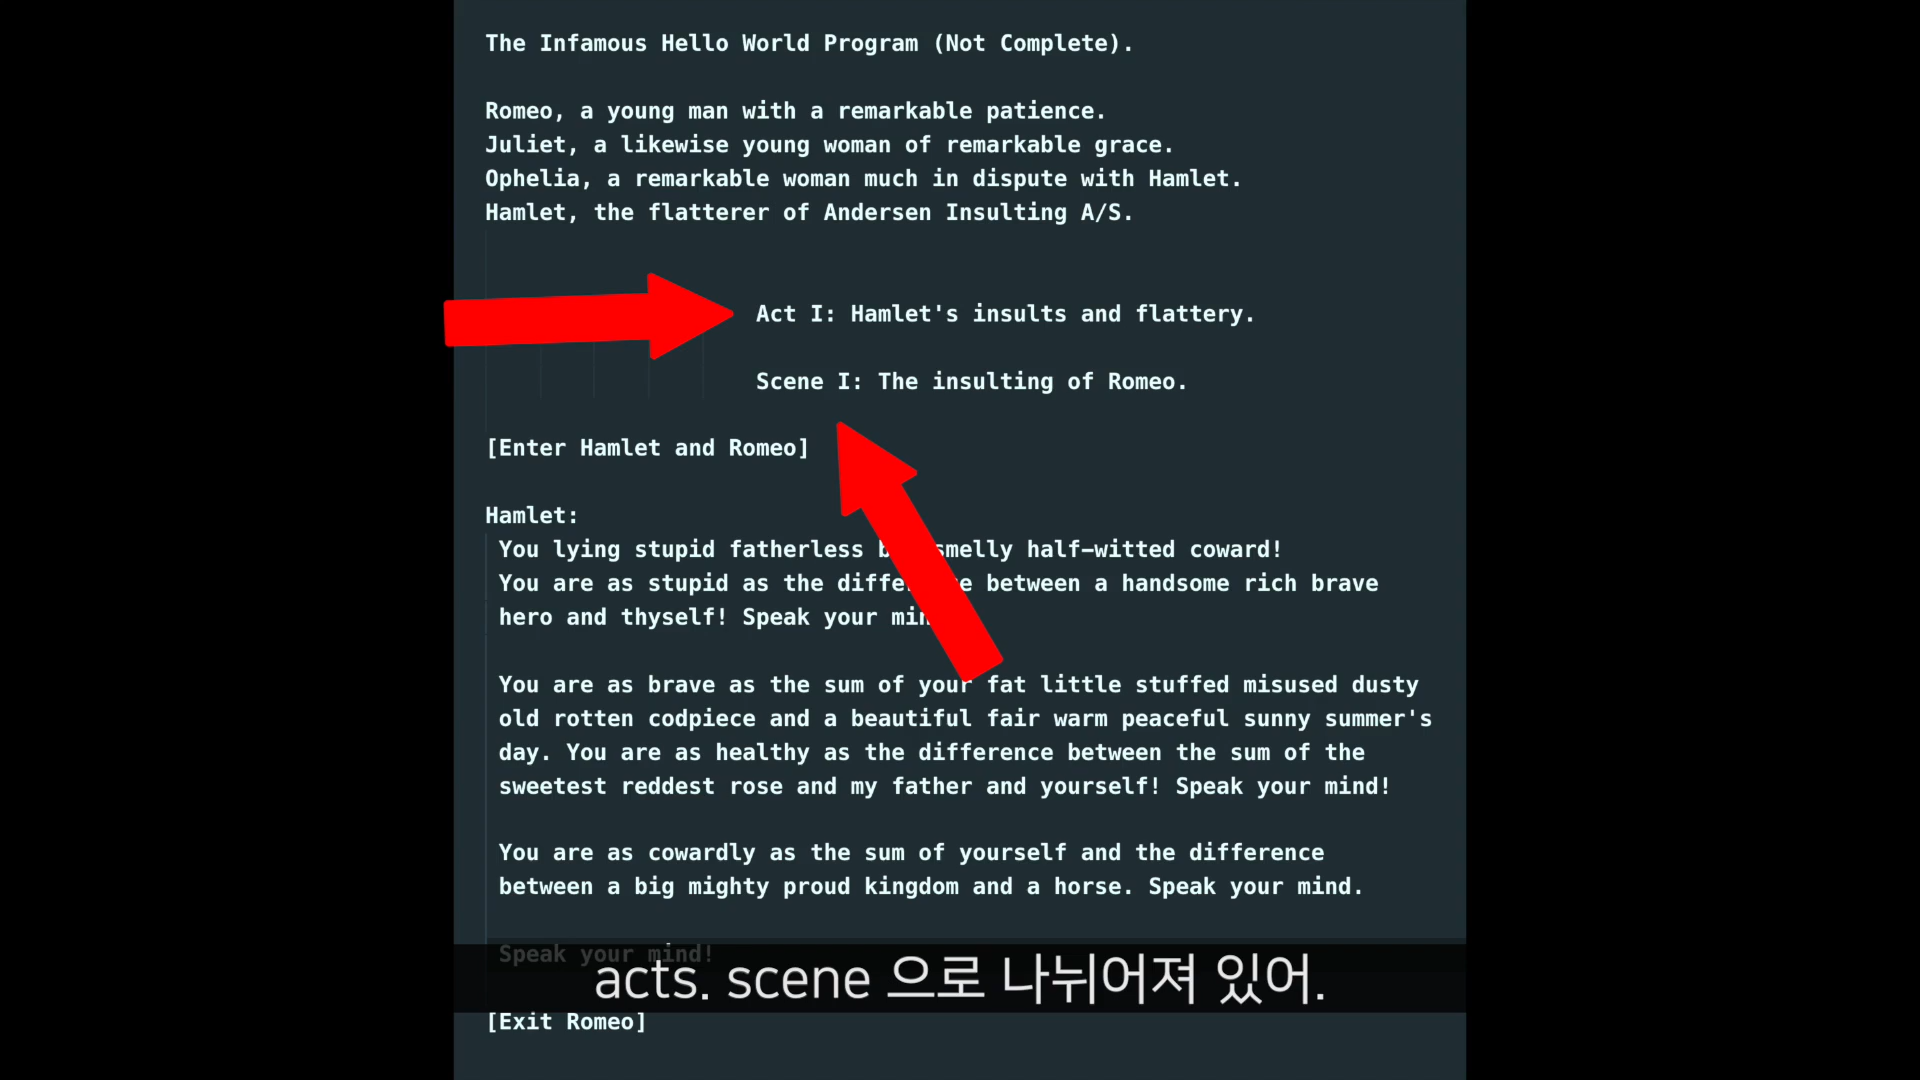 The Infamous Hello World Program (Not Complete).
Romeo, a young man with a remarkable patience.
Juliet, a likewise young woman of remarkable grace.
Ophelia, a remarkable woman much in dispute with Hamlet.
Hamlet, the flatterer of Andersen Insulting A/S.
Act I: Hamlet's insults and flattery.
Scene I: The insulting of Romeo.
[Enter Hamlet and Romeo]
Hamlet:
You lying stupid fatherless smelly half-witted coward!
You are as stupid as the between a handsome rich brave
hero and thyself! Speak your
You are as brave as the sum of your fat little stuffed misused dusty
old rotten codpiece and a beautiful fair warm peaceful sunny summer's
day. You are as healthy as the difference between the sum of the
sweetest reddest rose and my father and yourself! Speak your mind!
You are as cowardly as the sum of yourself and the difference
between a big mighty proud kingdom and a horse. Speak your mind.
Speak your mind!
acts. scene 으로 나뉘어져 있어.
[Exit Romeo]